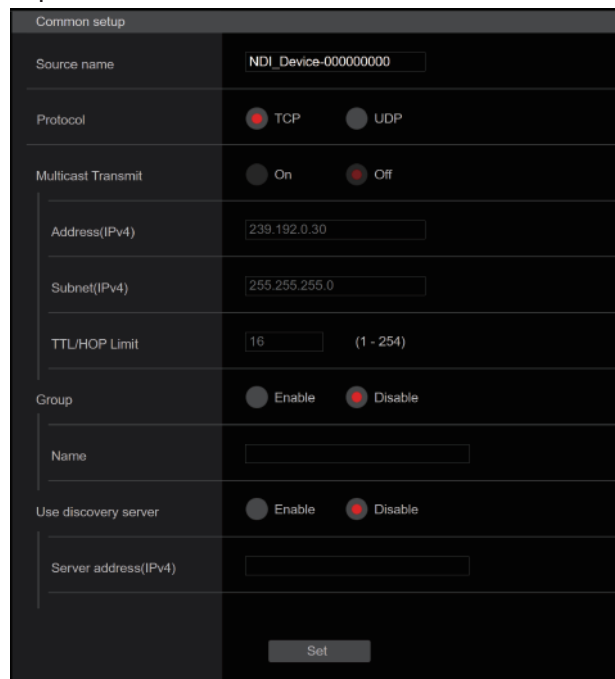 Common setup
Source name NDI_Device-000000000
Protocol TCP UDP
Multicast Transmit On Off
Address(IPv4) 239.192.0.30
Subnet(IPv4) 255.255.255.0
TTL/HOP Limit 16 (1 - 254)
Group Enable Disable
Name
Use discovery server Enable Disable
Server address(IPv4)
Set